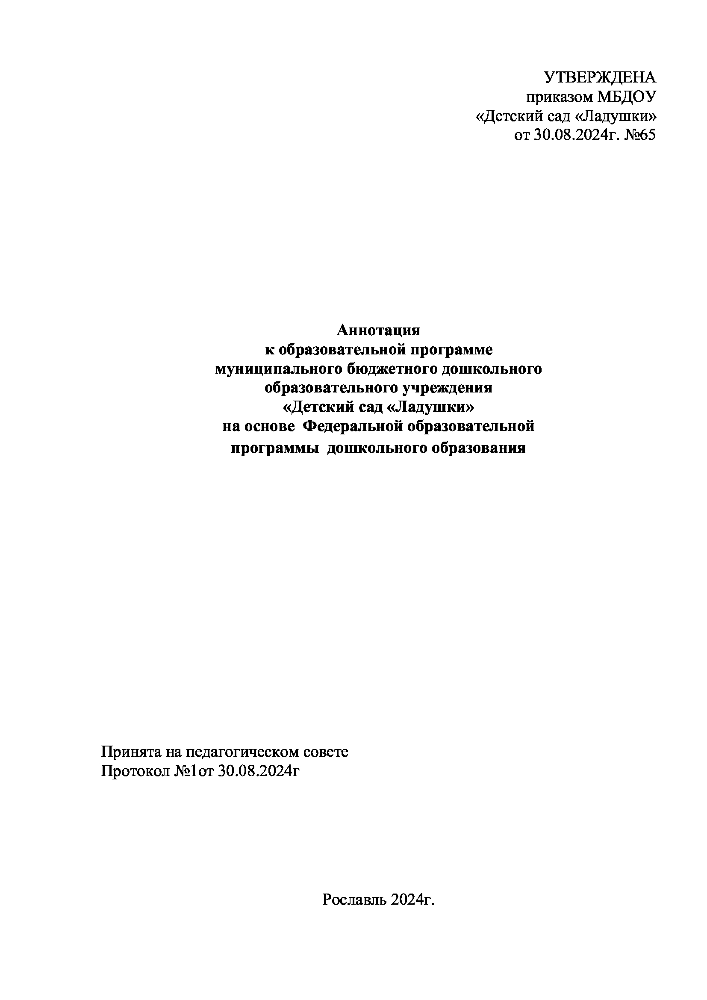 УТВЕРЖДЕНА
приказом МБДОУ
«Детский сад «Ладушки»
от 30.08.2024г. №65
Аннотация
к образовательной программе
муниципального бюджетного дошкольного
образовательного учреждения
«Детский сад «Ладушки»
на основе  Федеральной образовательной
программы  дошкольного образования
Принята на педагогическом совете
Протокол №1от 30.08.2024г
Рославль 2024г.